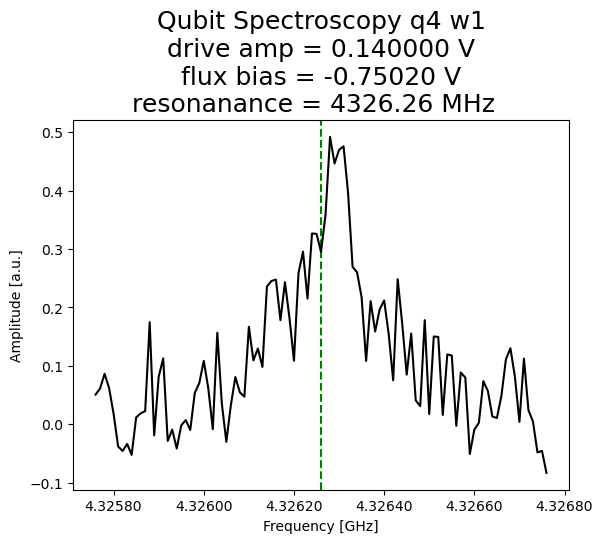 Qubit Spectroscopy q4 w1
drive amp = 0.140000 V
flux bias = -0.75020 V
resonanance = 4326.26 MHz
0.5
0.4
0.3
0.2
0.1
0.0
−0.1
Amplitude [a.u.]
4.32580 4.32600 4.32620 4.32640 4.32660 4.32680
Frequency [GHz]